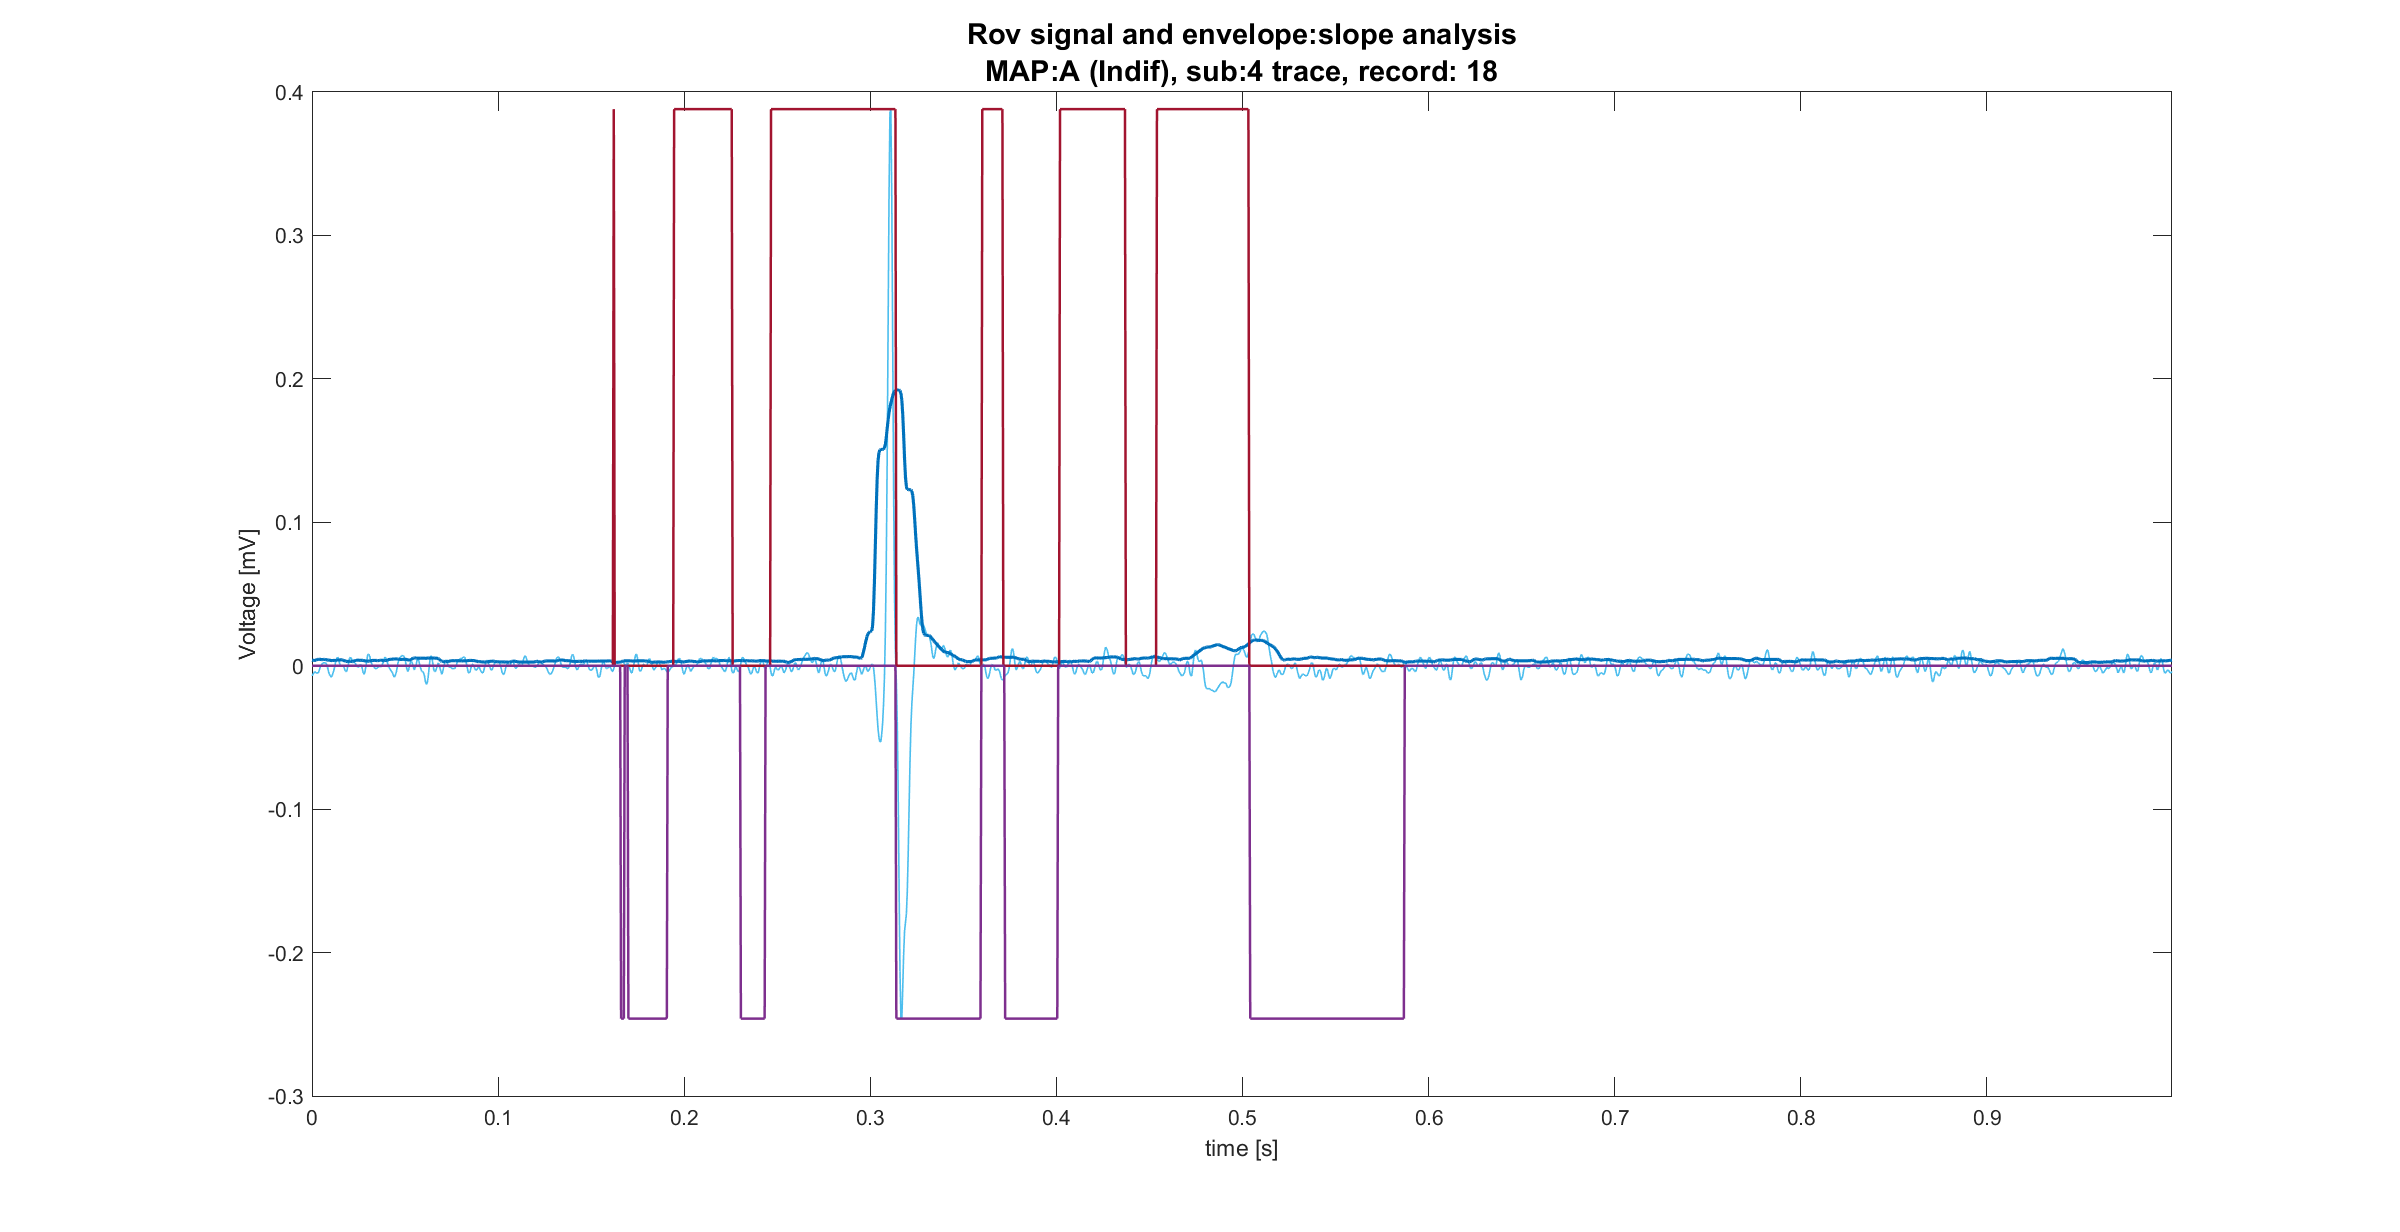 Rov signal and envelope:slope analysis
MAP:A (Indif), sub:4 trace, record: 18
0.4
0.3
0.2
0.1
0
-0.1
-0.2
-0.3
Voltage [mV]
0 0.1 0.2 0.3 0.4 0.5 0.6 0.7 0.8 0.9
time [s]